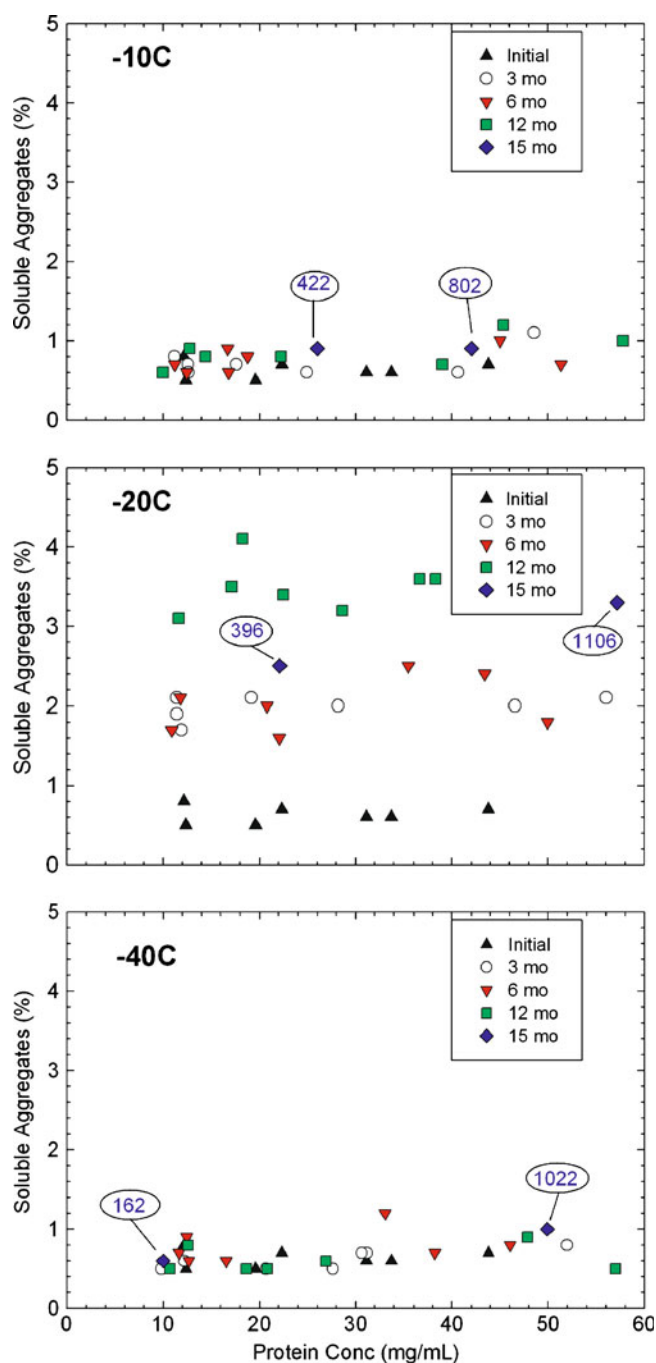 -10C
Initial
3 mo
6 mo
12 mo
15 mo
5
4
3
2
1
0
Soluble Aggregates (%)
422
802
-20C
Initial
3 mo
6 mo
12 mo
15 mo
5
4
3
2
1
0
Soluble Aggregates (%)
396
1106
-40C
Initial
3 mo
6 mo
12 mo
15 mo
5
4
3
2
1
0
Soluble Aggregates (%)
162
1022
0 10 20 30 40 50 60
Protein Conc (mg/mL)